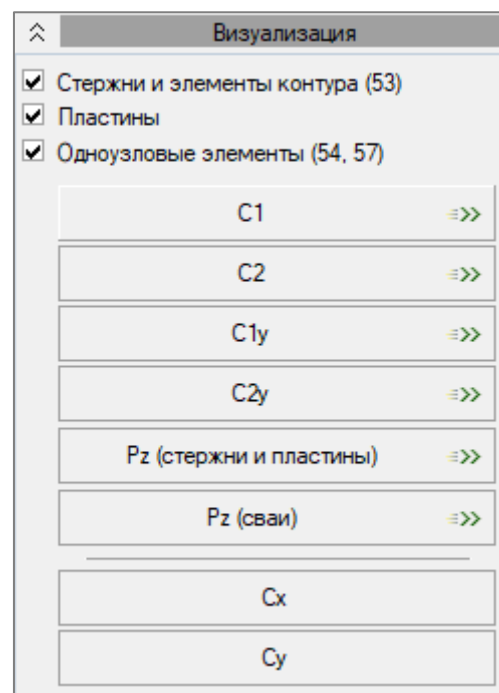 Визуализация
Стержни и элементы контура (53)
Пластины
Одноузловые элементы (54, 57)
C1
C2
C1y
C2y
Pz (стержни и пластины)
Pz (сваи)
Cx
Cy